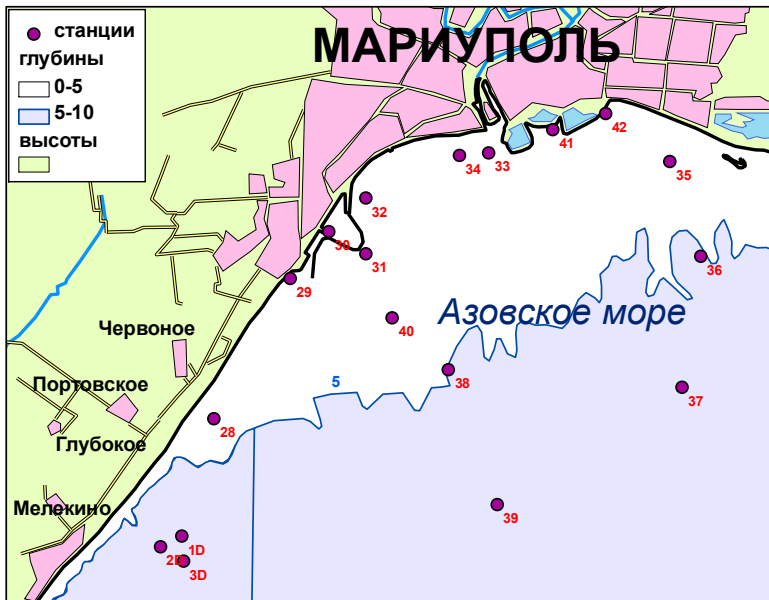 станции
глубины
0-5
5-10
высоты
МАРИУПОЛЬ
42
41
34
33
35
32
30
31
36
29
Азовское море
40
Червоное
38
5
37
Портовское
28
Глубокое
39
Мелекино
1D
2D
3D